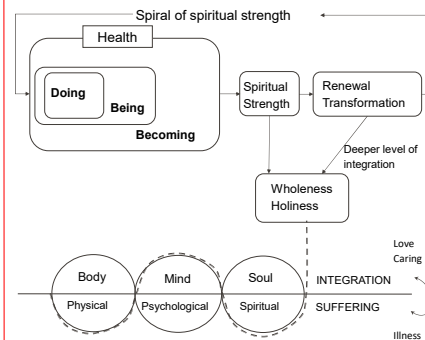 Spiral of spiritual strength
Health
Doing
Being
Becoming
Spiritual
Strength
Renewal
Transformation
Deeper level of
integration
Wholeness
Holiness
Love
Caring
Body
Mind
Soul
INTEGRATION
Physical
Psychological
Spiritual
SUFFERING
Illness